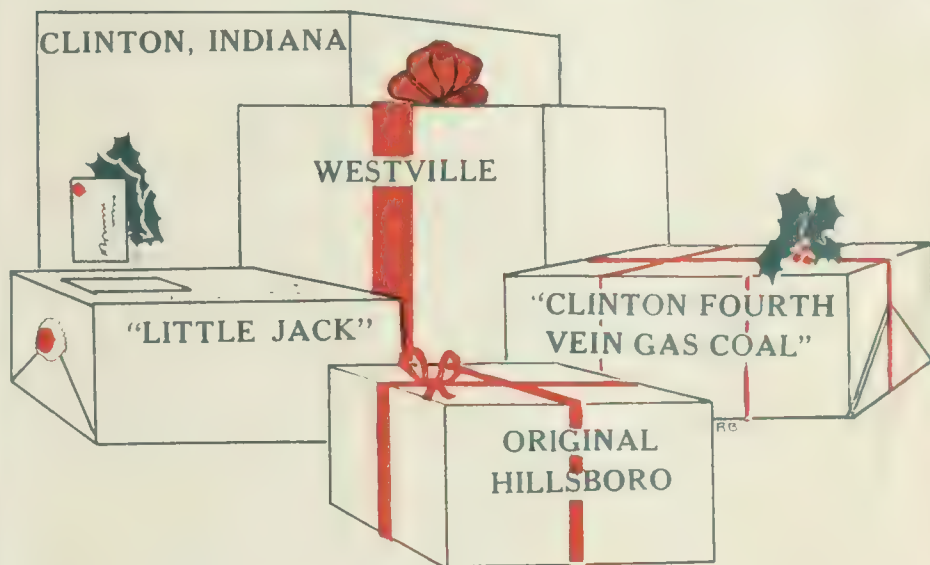 CLINTON, INDIANA
WESTVILLE
"LITTLE JACK"
"CLINTON FOURTH
VEIN GAS COAL"
ORIGINAL
HILLSBORO
RB